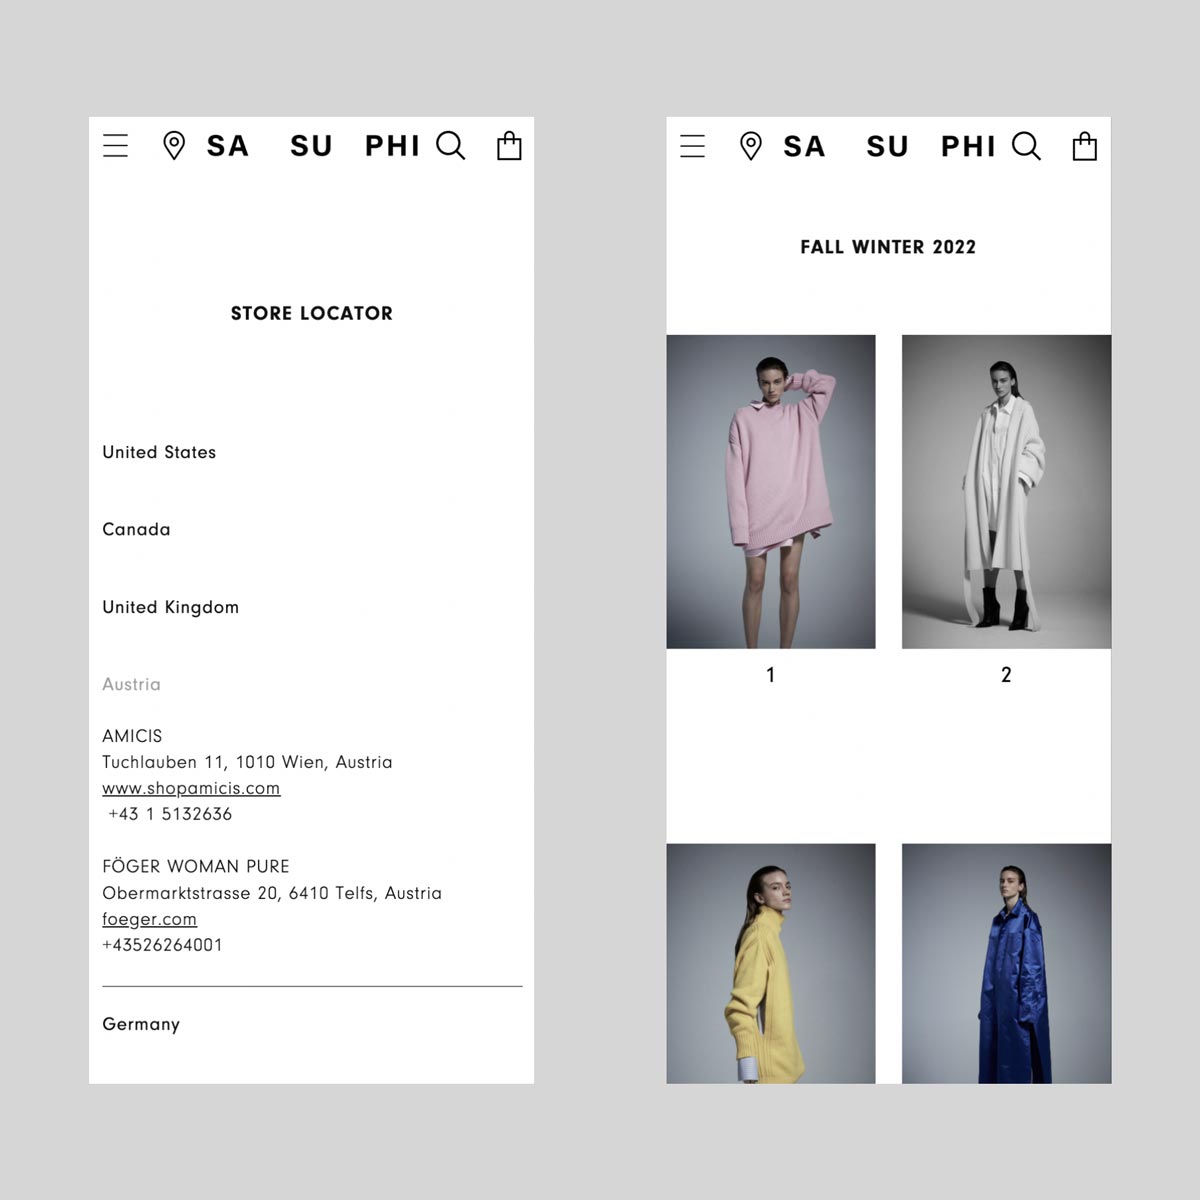 SA SU PHI
STORE LOCATOR
United States
Canada
United Kingdom
Austria
AMICIS
Tuchlauben 11, 1010 Wien, Austria
www.shopamicis.com
+43 1 5132636
FÖGER WOMAN PURE
Obermarktstrasse 20, 6410 Telfs, Austria
foeger.com
+43526264001
Germany
SA SU PHI
FALL WINTER 2022
1
2